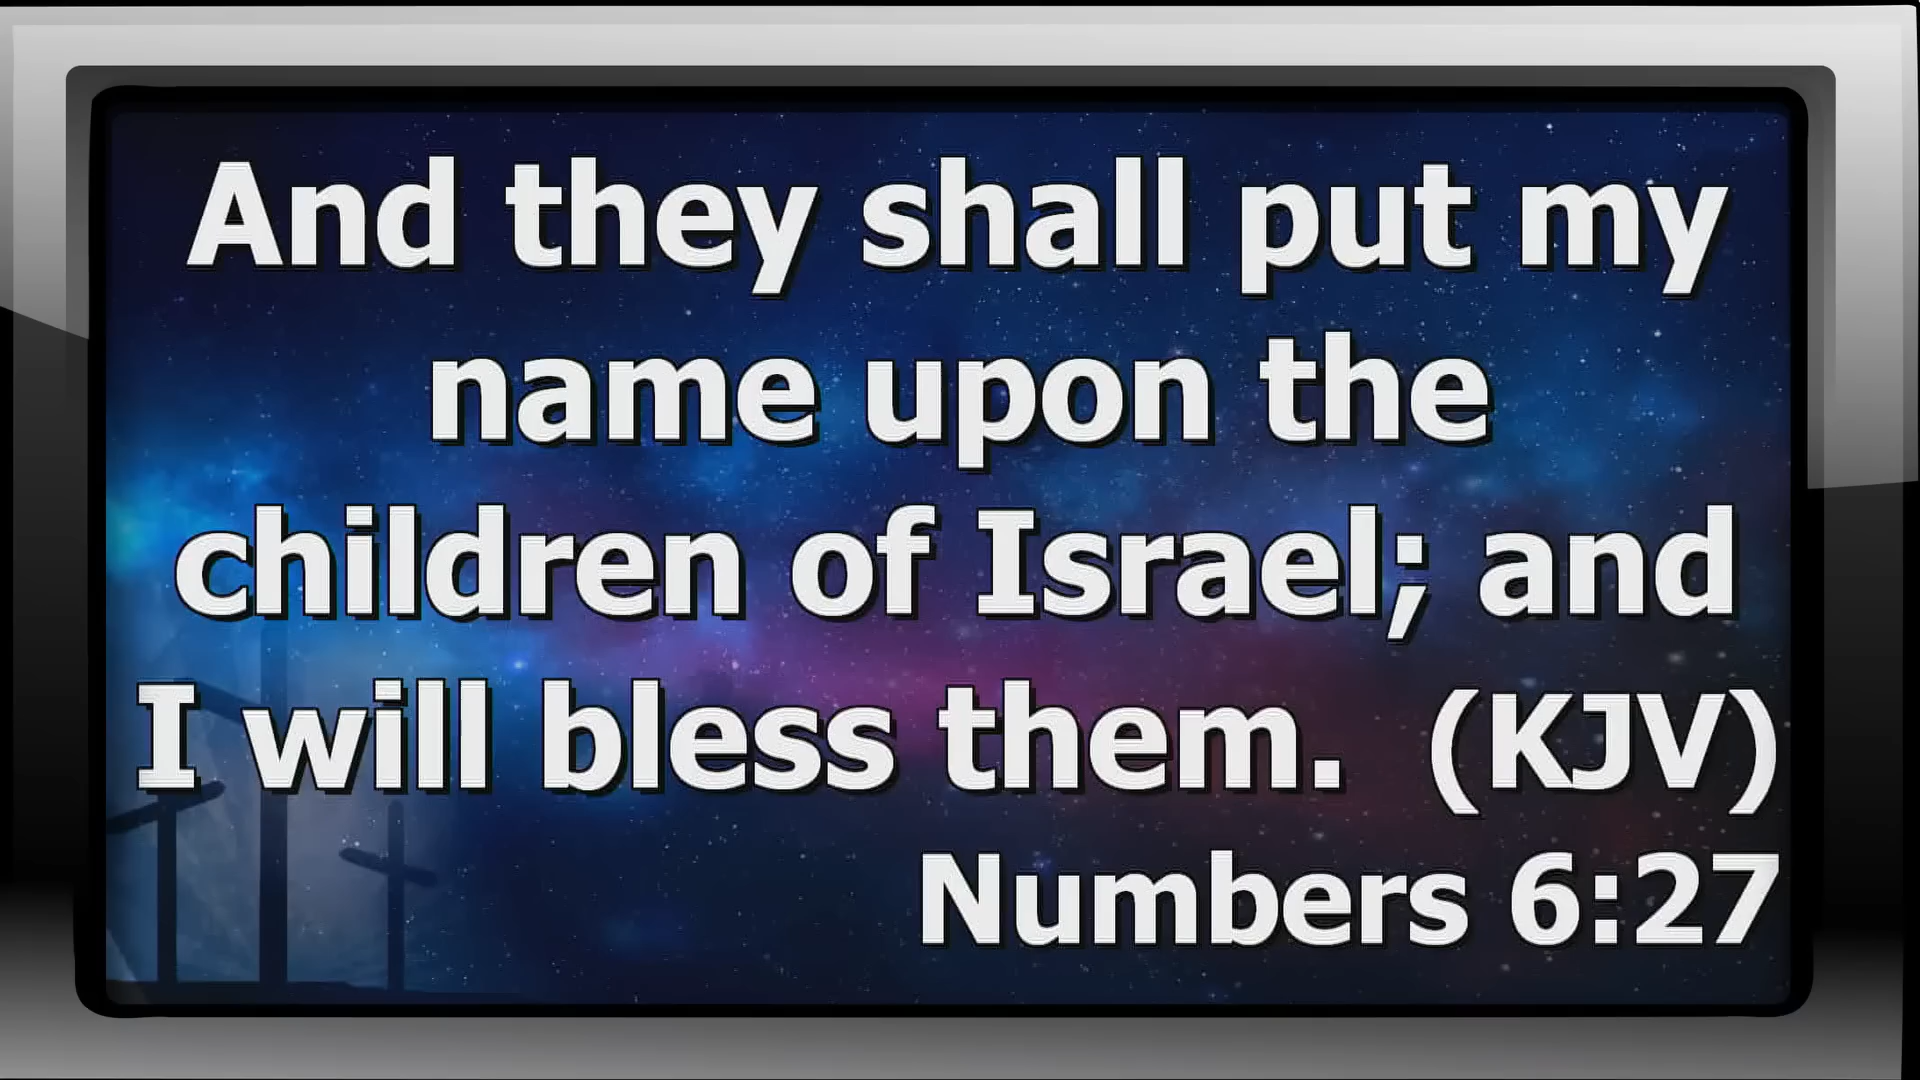 And they shall put my
name upon the
children of Israel; and
I will bless them. (KJV)
Numbers 6:27